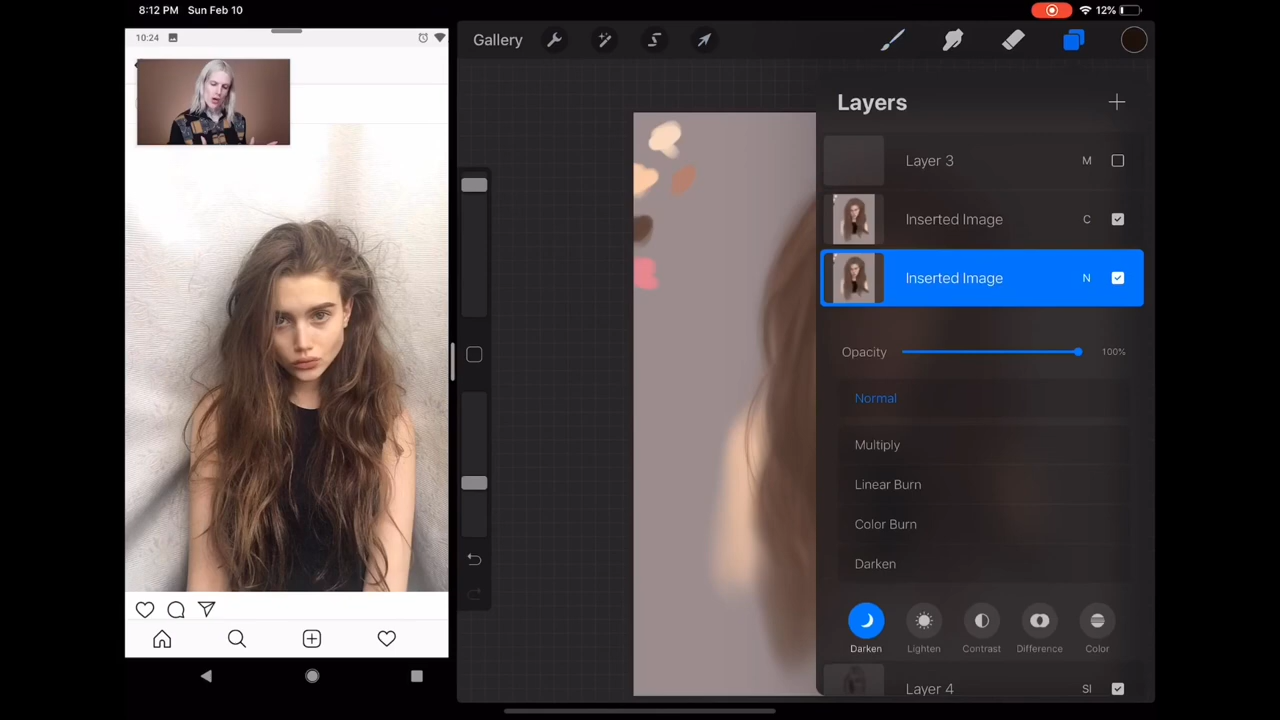 8:12 PM Sun Feb 10
12%
10:24
Gallery
Layers
Layer 3 M
Inserted Image C
Inserted Image N
Opacity 100%
Normal
Multiply
Linear Burn
Color Burn
Darken
Darken Lighten Contrast Difference Color
Layer 4 SI